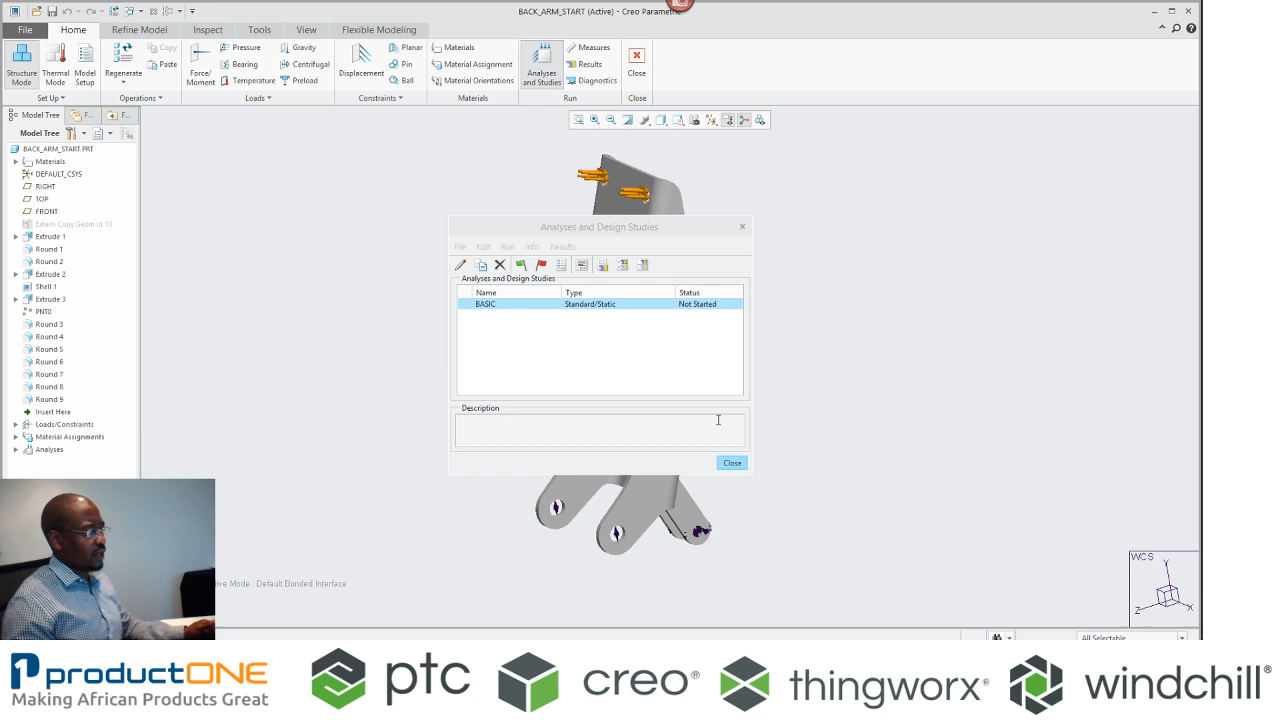 BACK_ARM_START (Active) - Creo Parametric
File Home Refine Model Inspect Tools View Flexible Modeling
Structure Mode
Thermal Mode
Model Setup
Regenerate
Copy
Paste
Force/Moment
Pressure
Bearing
Temperature
Gravity
Centrifugal
Preload
Displacement
Planar
Pin
Ball
Materials
Material Assignment
Material Orientations
Analyses and Studies
Measures
Results
Diagnostics
Close
Set Up Operations Loads Constraints Materials Run Close
Model Tree F... F...
Model Tree
BACK_ARM_START.PRT
Materials
DEFAULT_CSYS
RIGHT
TOP
FRONT
Extern Copy Geom id 10
Extrude 1
Round 1
Round 2
Extrude 2
Shell 1
Extrude 3
PNT0
Round 3
Round 4
Round 5
Round 6
Round 7
Round 8
Round 9
Insert Here
Loads/Constraints
Material Assignments
Analyses
Analyses and Design Studies
File Edit Run Info Results
Analyses and Design Studies
Name Type Status
BASIC Standard/Static Not Started
Description
Close
WCS
Y
Z X
ive Mode : Default Bonded Interface
All Selectable
productONE
Making African Products Great
ptc
creo®
thingworx®
windchill®